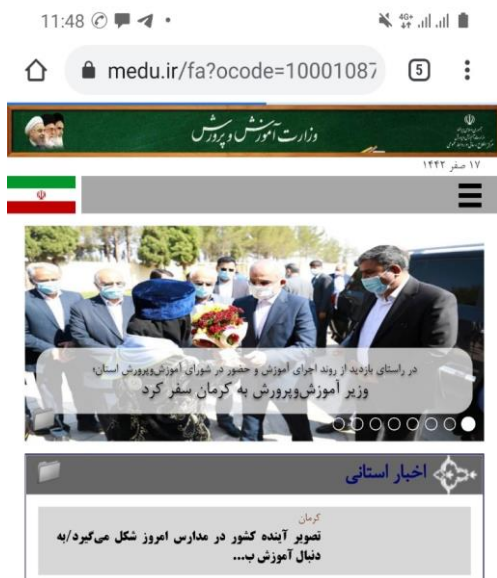 11:48
4G+
medu.ir/fa?ocode=10001087
5
وزارت آموزش و پرورش
۱۷ صفر ۱۴۴۲
در راستای بازدید از روند اجرای آموزش و حضور در شورای آموزش‌وپرورش استان؛
وزیر آموزش‌وپرورش به کرمان سفر کرد
اخبار استانی
کرمان
تصویر آینده کشور در مدارس امروز شکل می‌گیرد/به
دنبال آموزش ب...